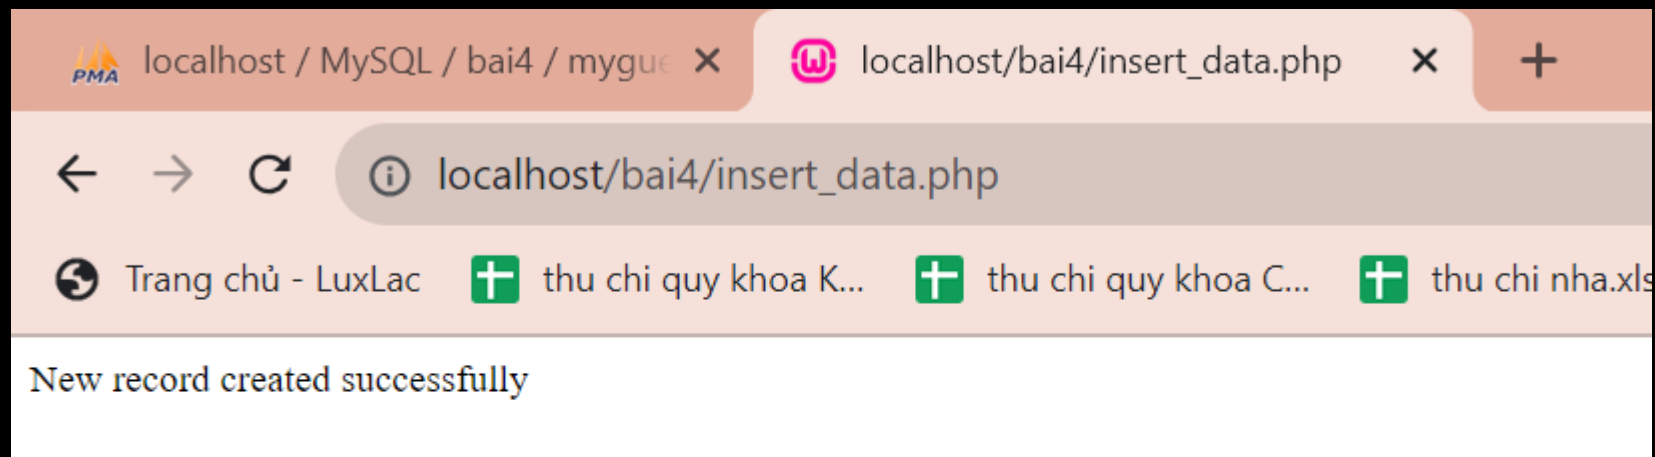 PMA localhost / MySQL / bai4 / mygue localhost/bai4/insert_data.php
localhost/bai4/insert_data.php
Trang chủ - LuxLac thu chi quy khoa K... thu chi quy khoa C... thu chi nha.xls
New record created successfully